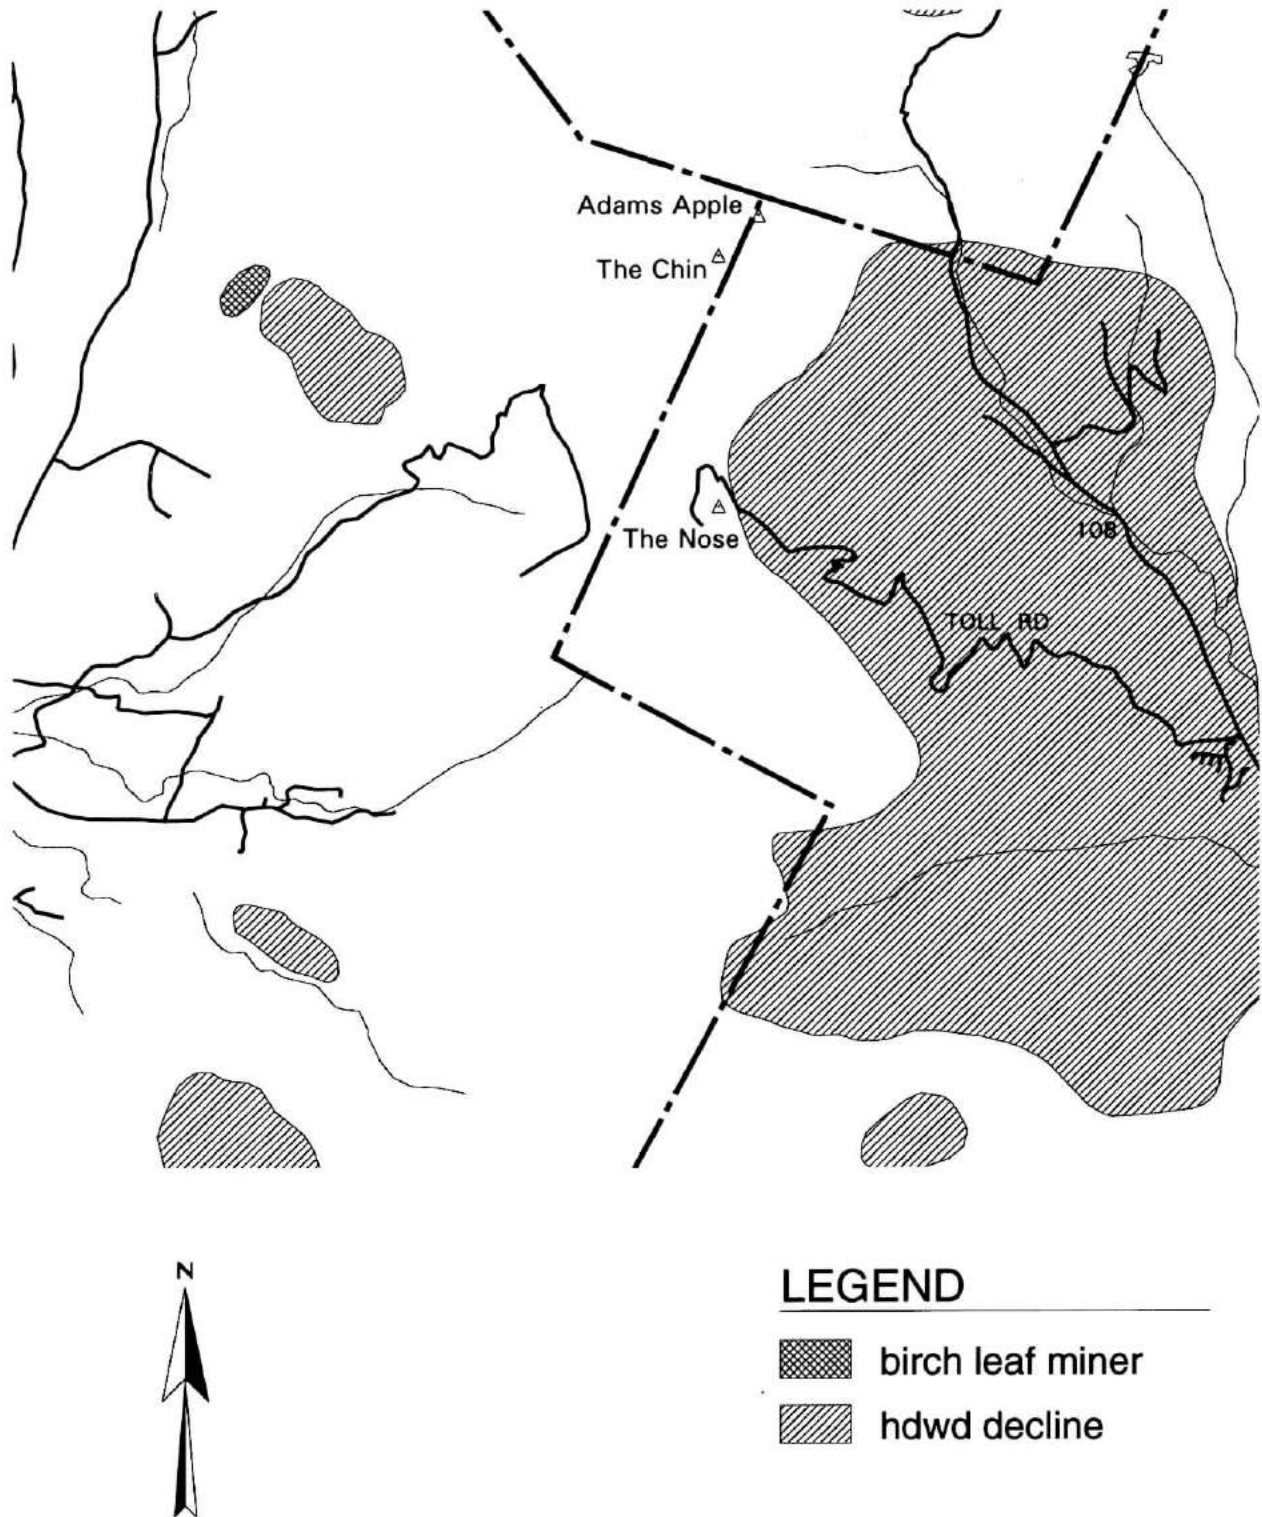 Adams Apple
The Chin
The Nose
108
TOLL RD
N
LEGEND
birch leaf miner
hdwd decline